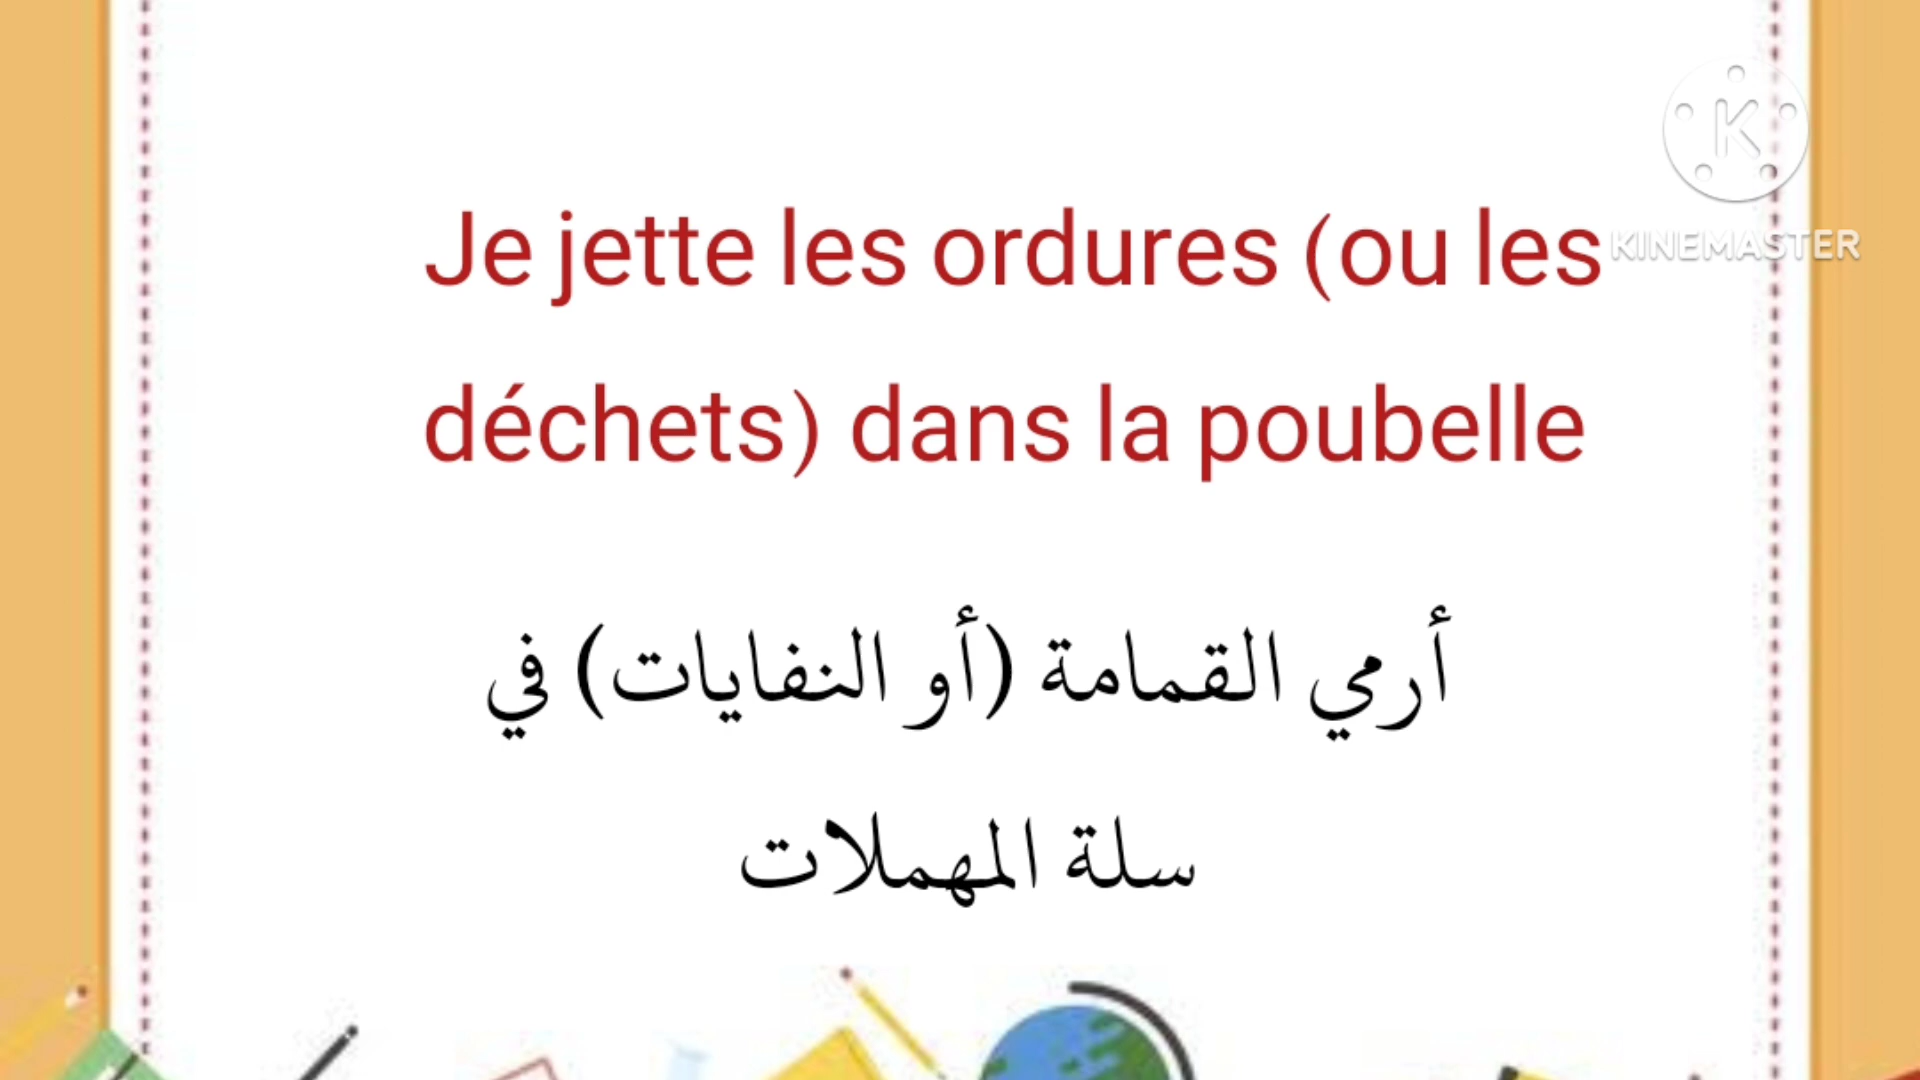 Je jette les ordures (ou les
déchets) dans la poubelle
أرمي القمامة (أو النفايات) في
سلة المهملات
K
KINEMASTER